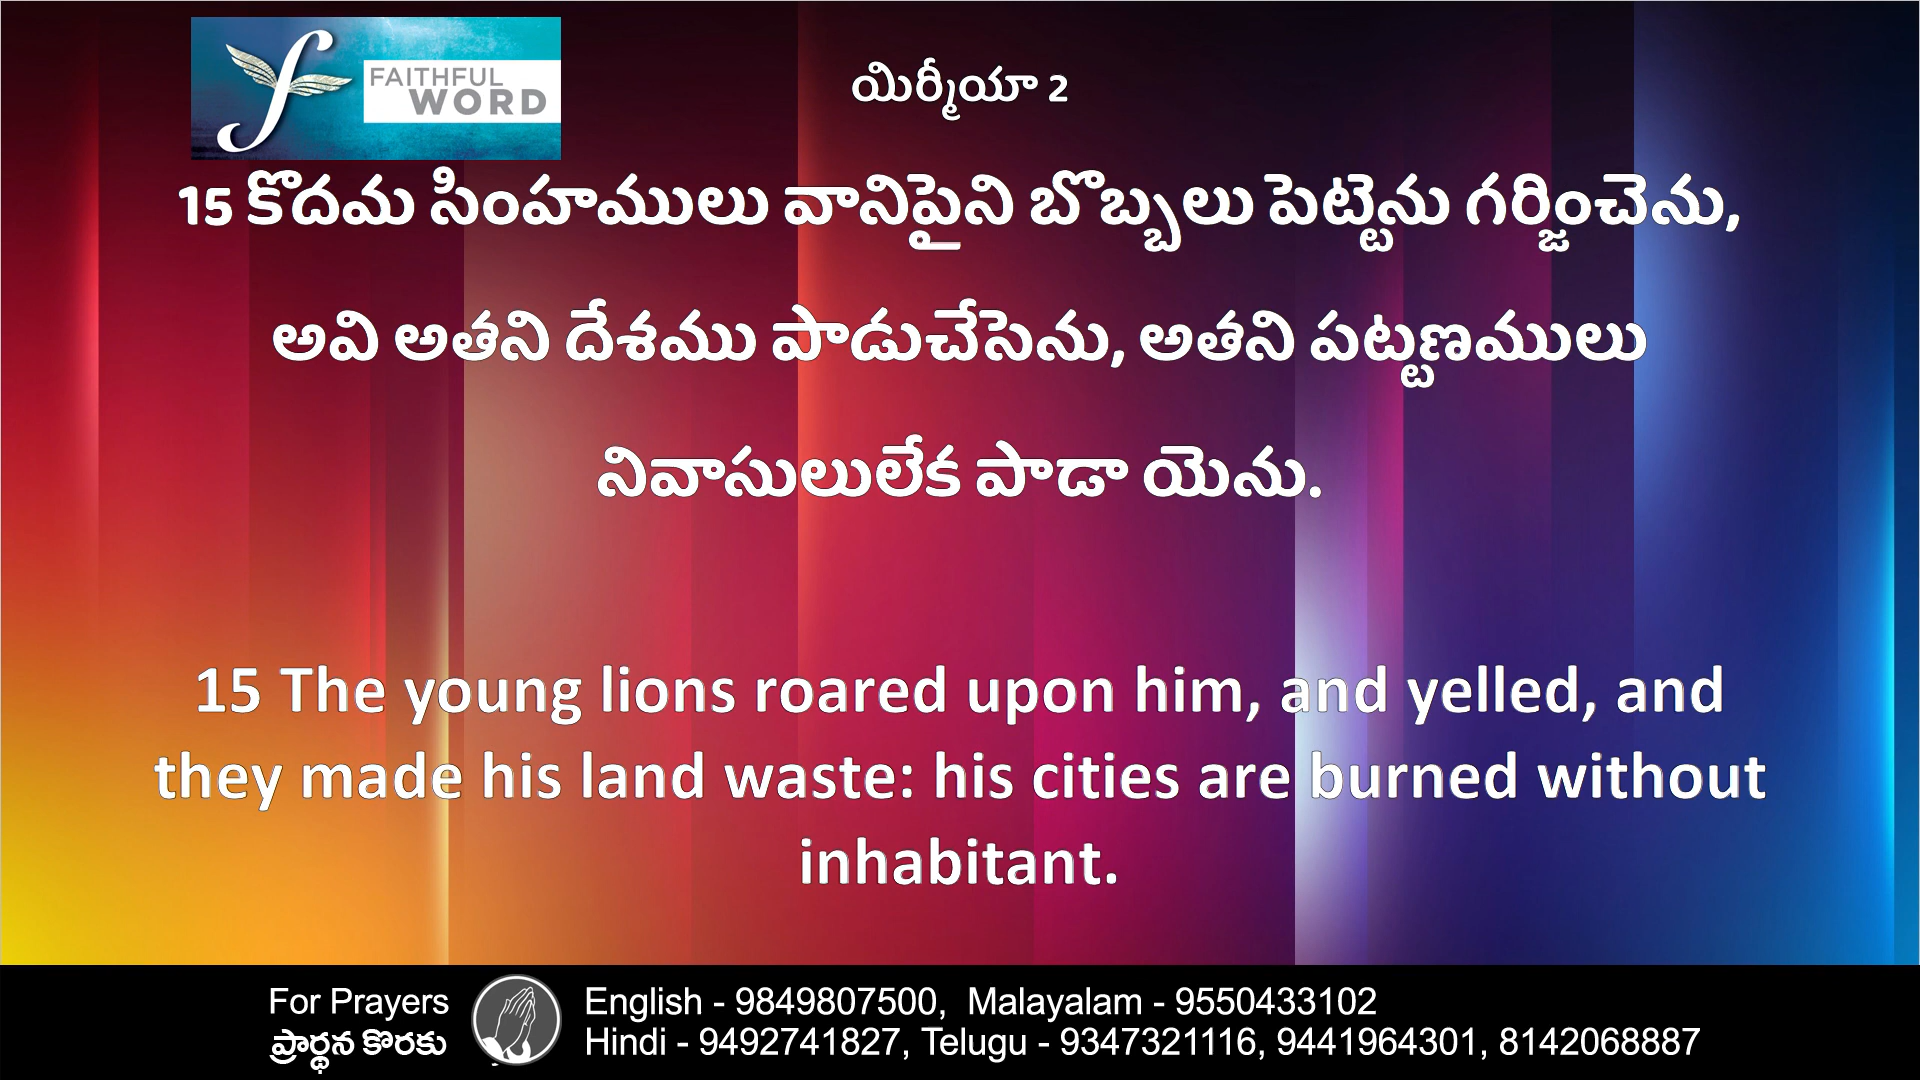 FAITHFUL
WORD
యిర్మీయా 2
15 కొదమ సింహములు వానిపైని బొబ్బలు పెట్టెను గర్జించెను,
అవి అతని దేశము పాడుచేసెను, అతని పట్టణములు
నివాసులులేక పాడా యెను.
15 The young lions roared upon him, and yelled, and
they made his land waste: his cities are burned without
inhabitant.
For Prayers
ప్రార్థన కొరకు
English - 9849807500,  Malayalam - 9550433102
Hindi - 9492741827, Telugu - 9347321116, 9441964301, 8142068887